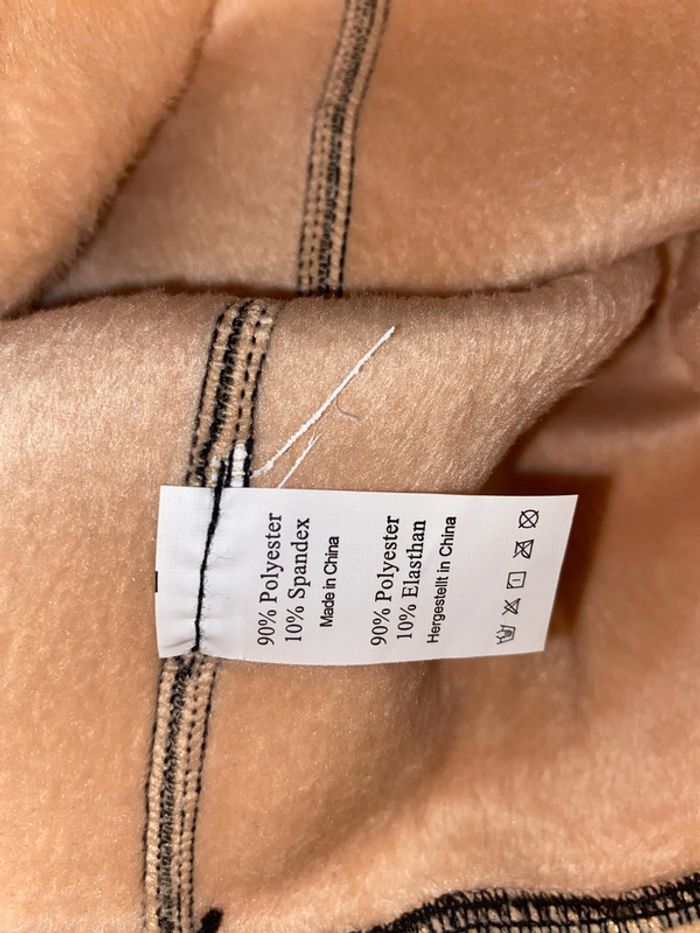 90% Polyester
10% Spandex
Made in China
90% Polyester
10% Elasthan
Hergestellt in China